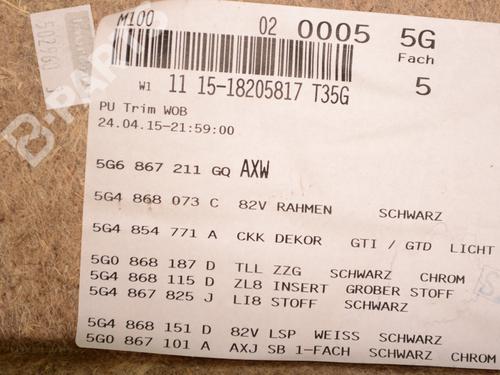 M100
02 0005 5G
Fach
5
W1 11 15-18205817 T35G
PU Trim WOB
24.04.15-21:59:00
5G6 867 211 GQ AXW
5G4 868 073 C 82V RAHMEN SCHWARZ
5G4 854 771 A CKK DEKOR GTI / GTD LICHT
5G0 868 187 D TLL ZZG SCHWARZ CHROM
5G4 868 115 D ZL8 INSERT GROBER STOFF
5G4 867 825 J LI8 STOFF SCHWARZ
5G4 868 151 D 82V LSP WEISS SCHWARZ
5G0 867 101 A AXJ SB 1-FACH SCHWARZ CHROM
B-PARTS